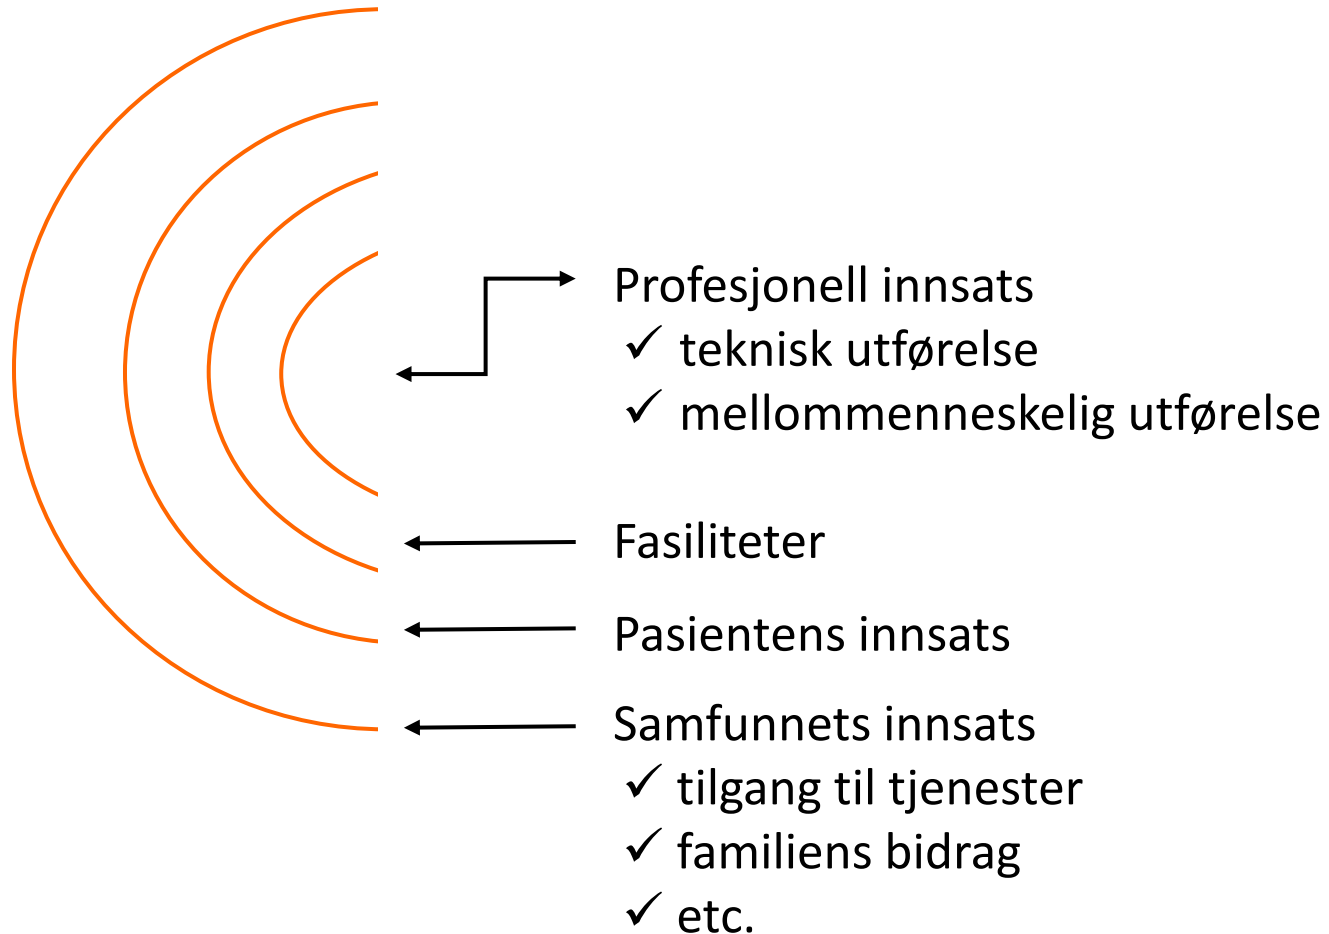 Profesjonell innsats
✓ teknisk utførelse
✓ mellommenneskelig utførelse
Fasiliteter
Pasientens innsats
Samfunnets innsats
✓ tilgang til tjenester
✓ familiens bidrag
✓ etc.